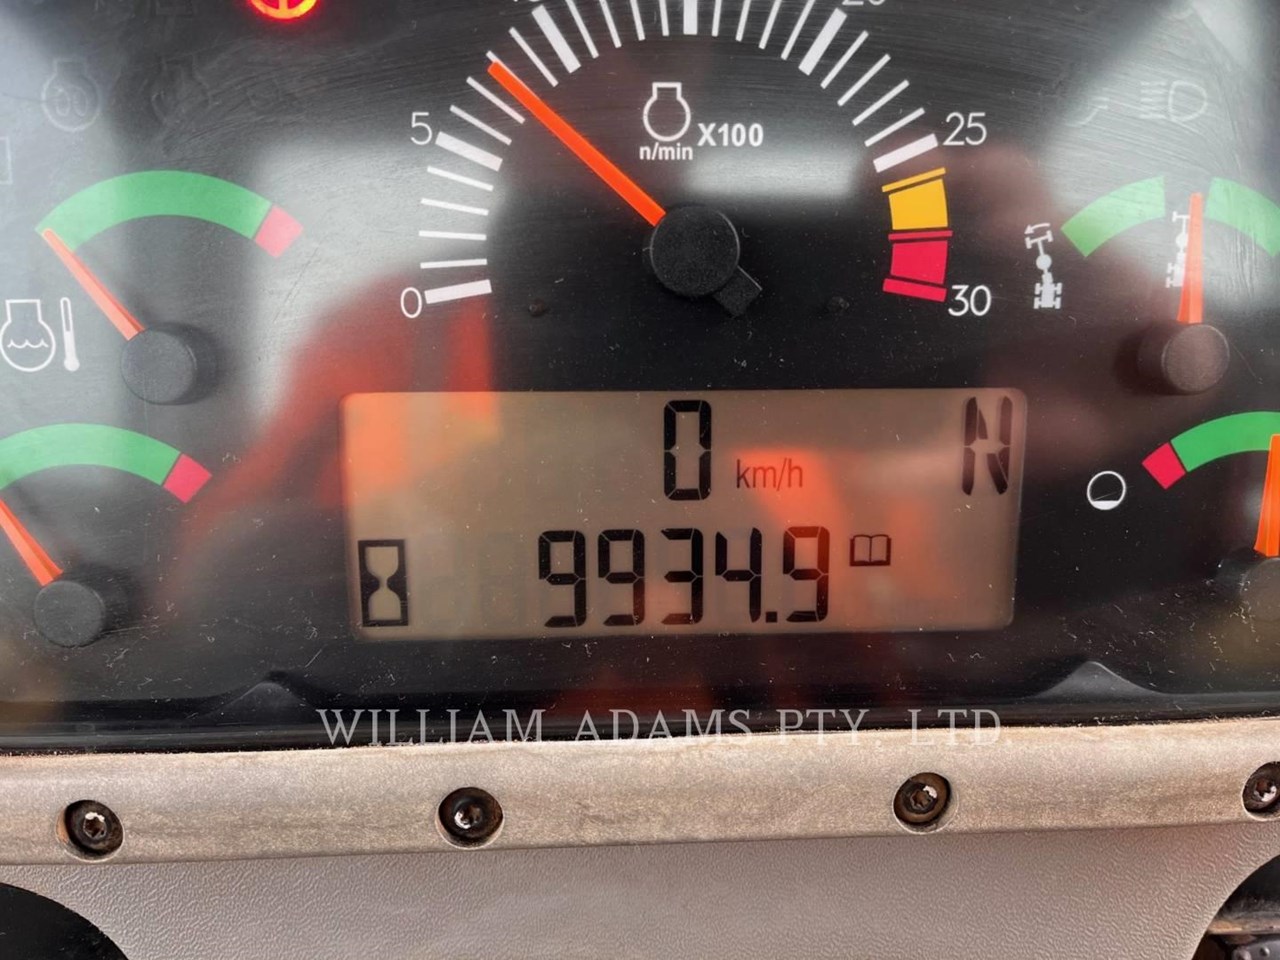 5
X100
n/min
25
0
30
0 km/h N
9934.9
WILLIAM ADAMS PTY. LTD.